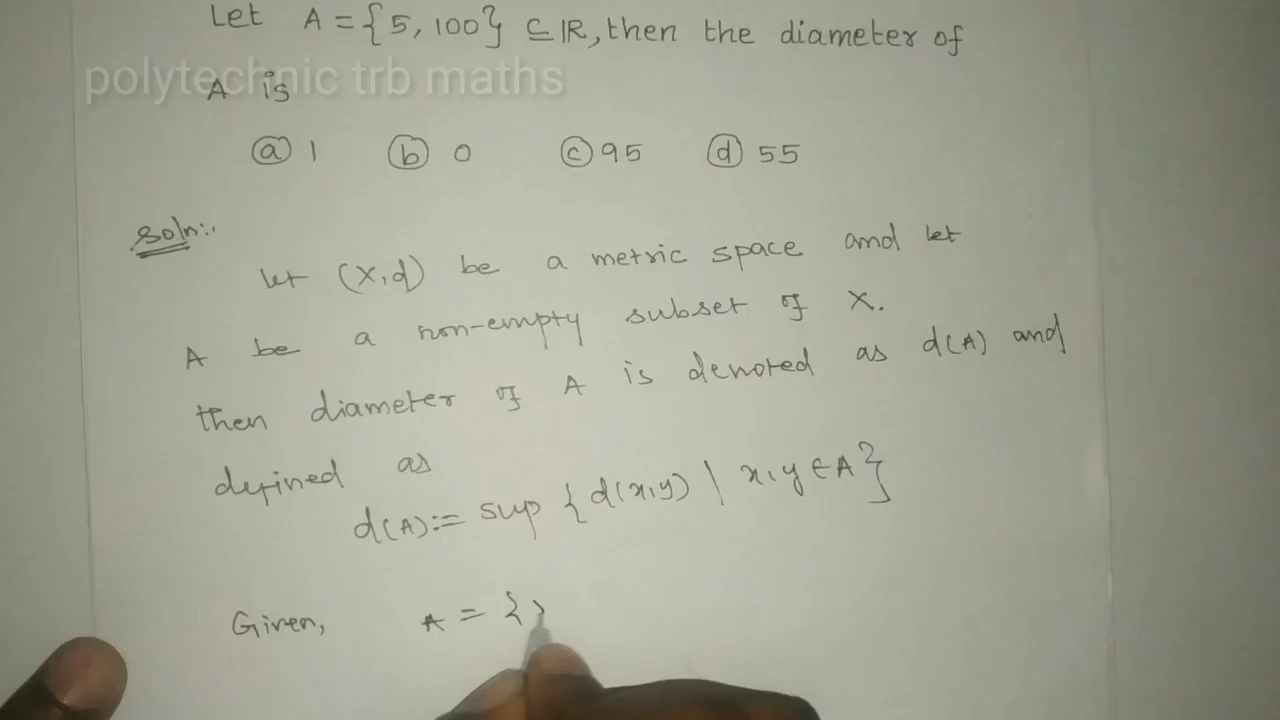 Let A = {5, 100} ⊆ ℝ, then the diameter of
polytechnic trb maths
A is
(a) 1 (b) 0 (c) 95 (d) 55
Soln:.
let (X,d) be a metric space and let
A be a non-empty subset of X.
then diameter of A is denoted as d(A) and
defined as
d(A):= sup {d(x,y) | x,y ∈ A}
Given, A = {